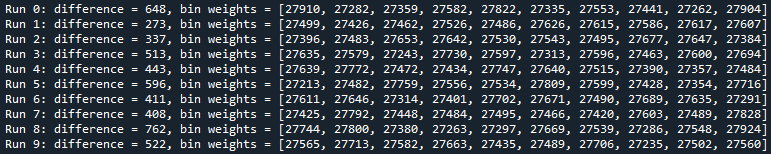 Run 0: difference = 648, bin weights = [27910, 27282, 27359, 27582, 27822, 27335, 27553, 27441, 27262, 27904]
Run 1: difference = 273, bin weights = [27499, 27426, 27462, 27526, 27486, 27626, 27615, 27586, 27617, 27607]
Run 2: difference = 337, bin weights = [27396, 27483, 27653, 27642, 27530, 27543, 27495, 27677, 27647, 27384]
Run 3: difference = 513, bin weights = [27635, 27579, 27243, 27730, 27597, 27313, 27596, 27463, 27600, 27694]
Run 4: difference = 443, bin weights = [27639, 27772, 27472, 27434, 27747, 27640, 27515, 27390, 27357, 27484]
Run 5: difference = 596, bin weights = [27213, 27482, 27759, 27556, 27534, 27809, 27599, 27428, 27354, 27716]
Run 6: difference = 411, bin weights = [27611, 27646, 27314, 27401, 27702, 27671, 27490, 27689, 27635, 27291]
Run 7: difference = 408, bin weights = [27425, 27792, 27448, 27484, 27495, 27466, 27420, 27603, 27489, 27828]
Run 8: difference = 762, bin weights = [27744, 27800, 27380, 27263, 27297, 27669, 27539, 27286, 27548, 27924]
Run 9: difference = 522, bin weights = [27565, 27713, 27582, 27663, 27435, 27489, 27706, 27235, 27502, 27560]